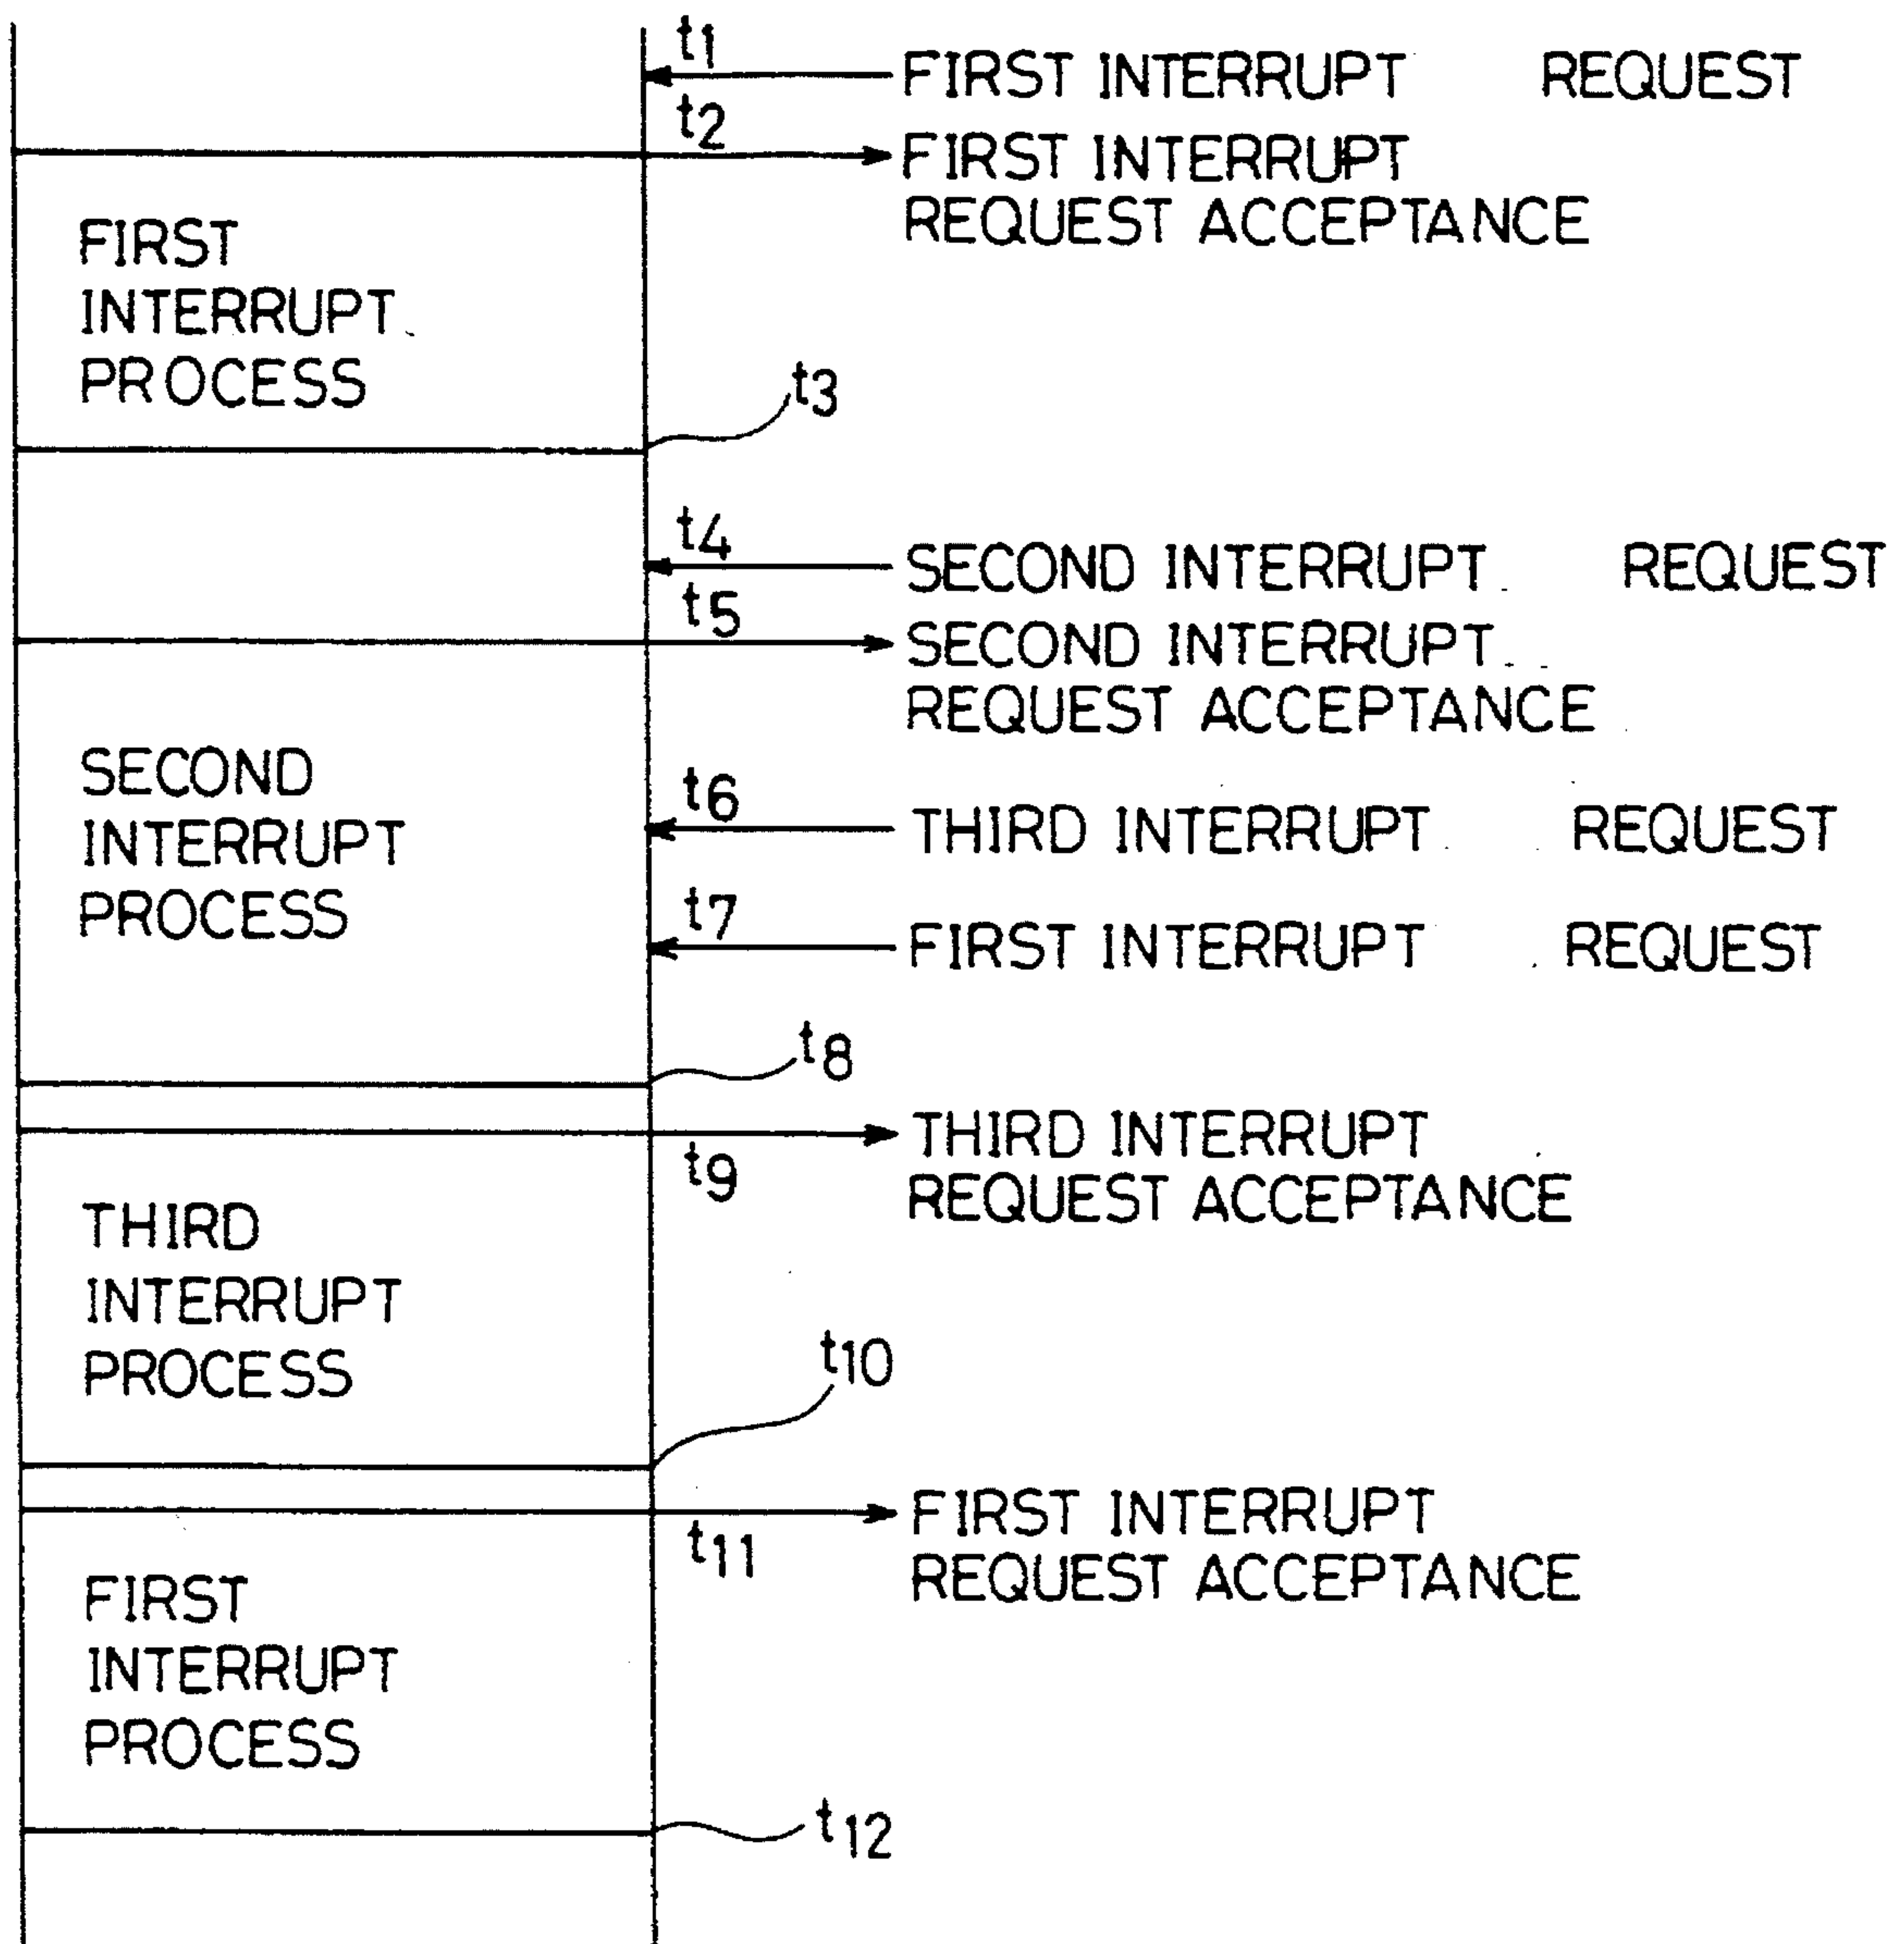 t1
FIRST INTERRUPT REQUEST
t2
FIRST INTERRUPT
REQUEST ACCEPTANCE
FIRST
INTERRUPT
PROCESS
t3
t4
SECOND INTERRUPT REQUEST
t5
SECOND INTERRUPT
REQUEST ACCEPTANCE
SECOND
INTERRUPT
PROCESS
t6
THIRD INTERRUPT REQUEST
t7
FIRST INTERRUPT REQUEST
t8
THIRD INTERRUPT
REQUEST ACCEPTANCE
t9
THIRD
INTERRUPT
PROCESS
t10
FIRST INTERRUPT
REQUEST ACCEPTANCE
t11
FIRST
INTERRUPT
PROCESS
t12